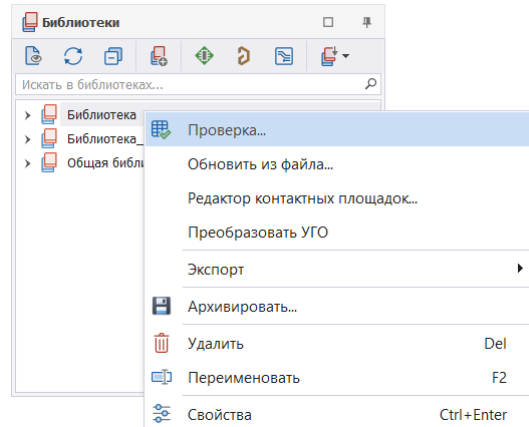 Библиотеки
Искать в библиотеках...
Библиотека
Библиотека_
Общая библи
Проверка...
Обновить из файла...
Редактор контактных площадок...
Преобразовать УГО
Экспорт
Архивировать...
Удалить Del
Переименовать F2
Свойства Ctrl+Enter